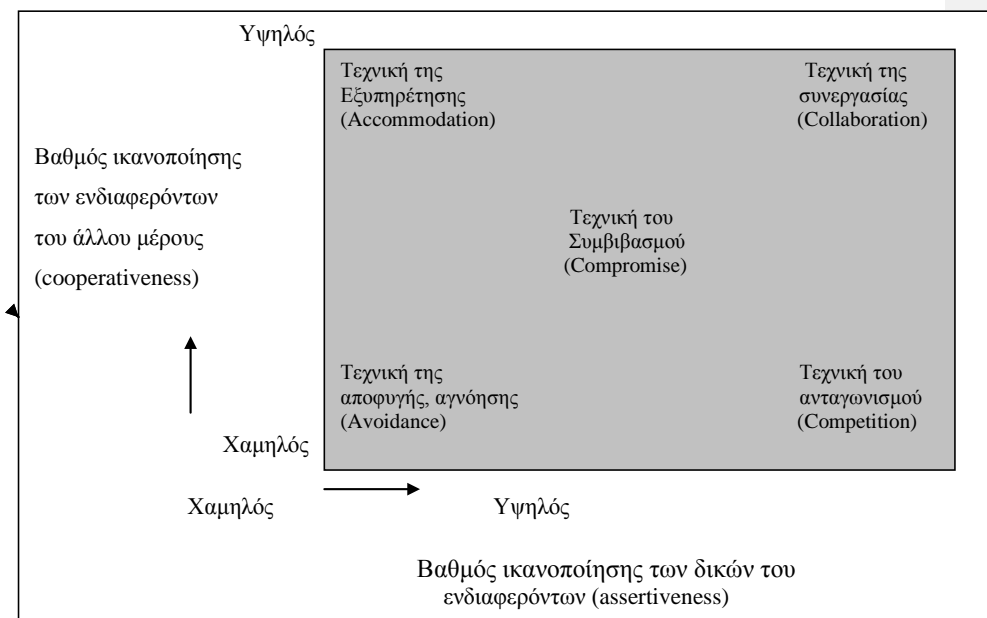 Υψηλός
Τεχνική της
Εξυπηρέτησης
(Accommodation)
Τεχνική της
συνεργασίας
(Collaboration)
Βαθμός ικανοποίησης
των ενδιαφερόντων
του άλλου μέρους
(cooperativeness)
Τεχνική του
Συμβιβασμού
(Compromise)
Τεχνική της
αποφυγής, αγνόησης
(Avoidance)
Τεχνική του
ανταγωνισμού
(Competition)
Χαμηλός
Χαμηλός
Υψηλός
Βαθμός ικανοποίησης των δικών του
ενδιαφερόντων (assertiveness)